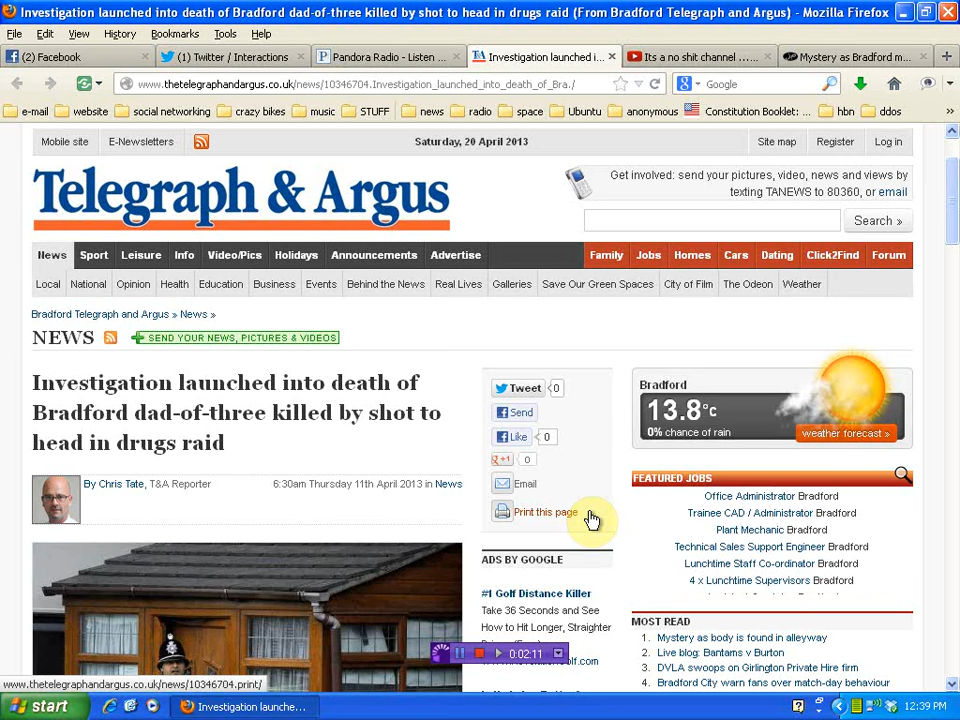 Investigation launched into death of Bradford dad-of-three killed by shot to head in drugs raid (From Bradford Telegraph and Argus) - Mozilla Firefox
File Edit View History Bookmarks Tools Help
(2) Facebook
(1) Twitter / Interactions
Pandora Radio - Listen ...
Investigation launched i...
Its a no shit channel ....
Mystery as Bradford m...
www.thetelegraphandargus.co.uk/news/10346704.Investigation_launched_into_death_of_Bra./
Google
e-mail website social networking crazy bikes music STUFF news radio space Ubuntu anonymous Constitution Booklet: ... hbn ddos
Mobile site E-Newsletters Saturday, 20 April 2013 Site map Register Log in
Telegraph & Argus
Get involved: send your pictures, video, news and views by
texting TANEWS to 80360, or email
Search »
News Sport Leisure Info Video/Pics Holidays Announcements Advertise Family Jobs Homes Cars Dating Click2Find Forum
Local National Opinion Health Education Business Events Behind the News Real Lives Galleries Save Our Green Spaces City of Film The Odeon Weather
Bradford Telegraph and Argus » News »
NEWS
SEND YOUR NEWS, PICTURES & VIDEOS
Investigation launched into death of
Bradford dad-of-three killed by shot to
head in drugs raid
By Chris Tate, T&A Reporter 6:30am Thursday 11th April 2013 in News
Tweet 0
Send
Like 0
+1 0
Email
Print this page
ADS BY GOOGLE
#1 Golf Distance Killer
Take 36 Seconds and See
How to Hit Longer, Straighter
Bradford
13.8°C
0% chance of rain
weather forecast »
FEATURED JOBS
Office Administrator Bradford
Trainee CAD / Administrator Bradford
Plant Mechanic Bradford
Technical Sales Support Engineer Bradford
Lunchtime Staff Co-ordinator Bradford
4 x Lunchtime Supervisors Bradford
MOST READ
1. Mystery as body is found in alleyway
2. Live blog: Bantams v Burton
3. DVLA swoops on Girlington Private Hire firm
4. Bradford City warn fans over match-day behaviour
0:02:11
www.thetelegraphandargus.co.uk/news/10346704.print/
start
Investigation launche...
12:39 PM